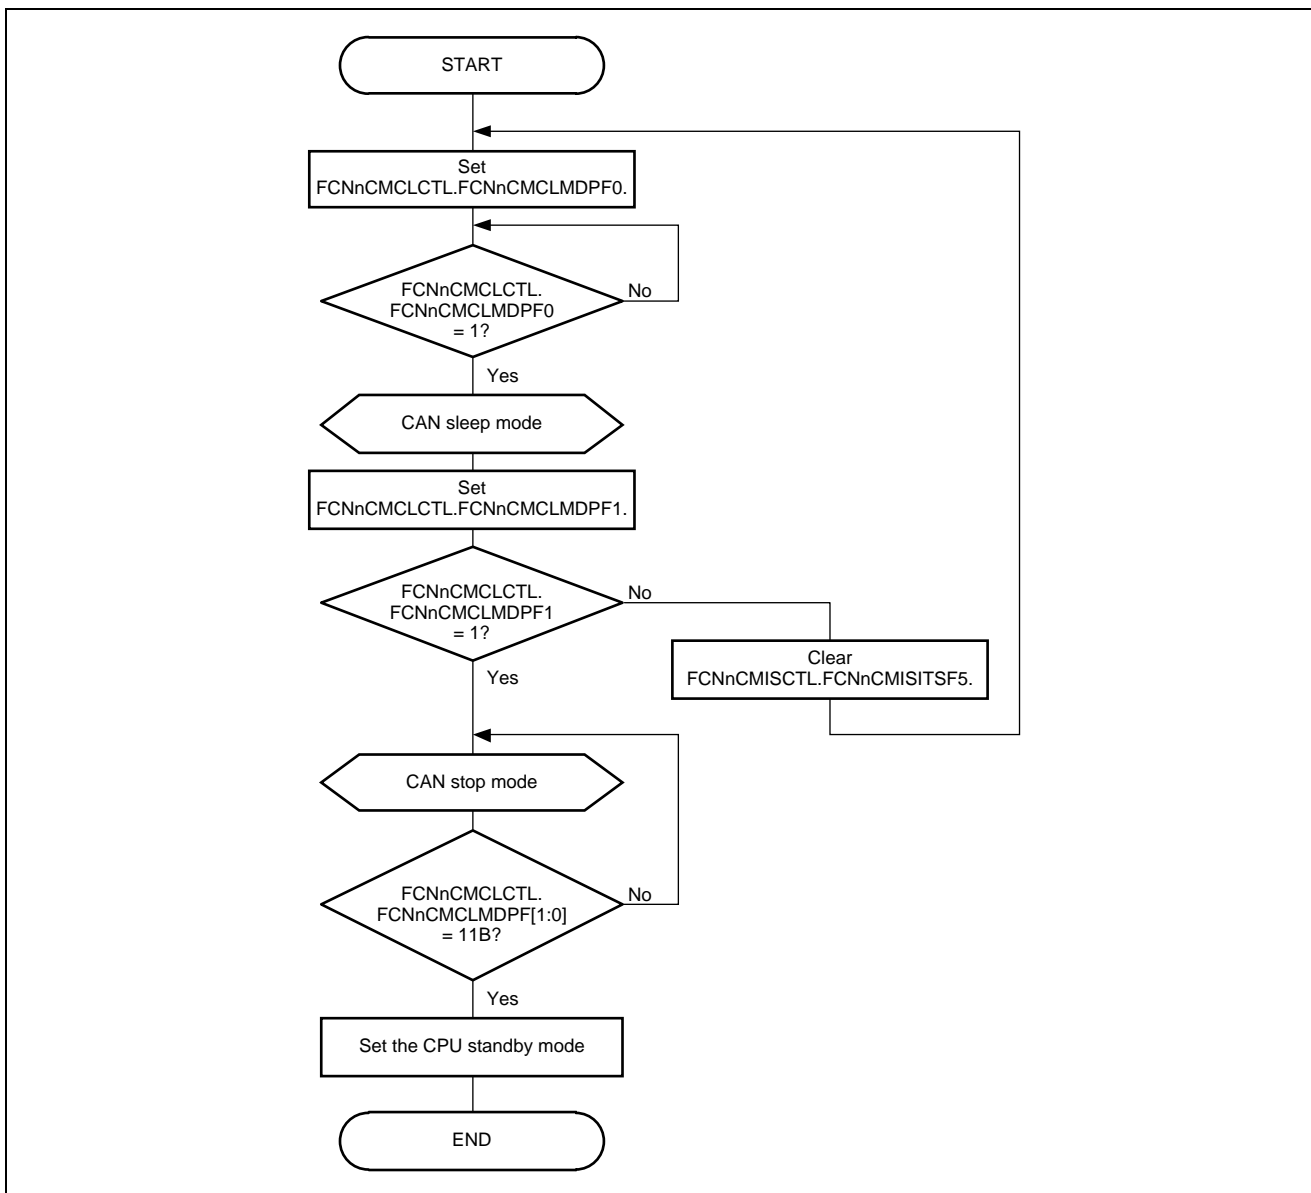 START
Set
FCNnCMCLCTL.FCNnCMCLMDPF0.
FCNnCMCLCTL.
FCNnCMCLMDPF0
= 1?
No
Yes
CAN sleep mode
Set
FCNnCMCLCTL.FCNnCMCLMDPF1.
FCNnCMCLCTL.
FCNnCMCLMDPF1
= 1?
No
Yes
Clear
FCNnCMISCTL.FCNnCMISITSF5.
CAN stop mode
FCNnCMCLCTL.
FCNnCMCLMDPF[1:0]
= 11B?
No
Yes
Set the CPU standby mode
END